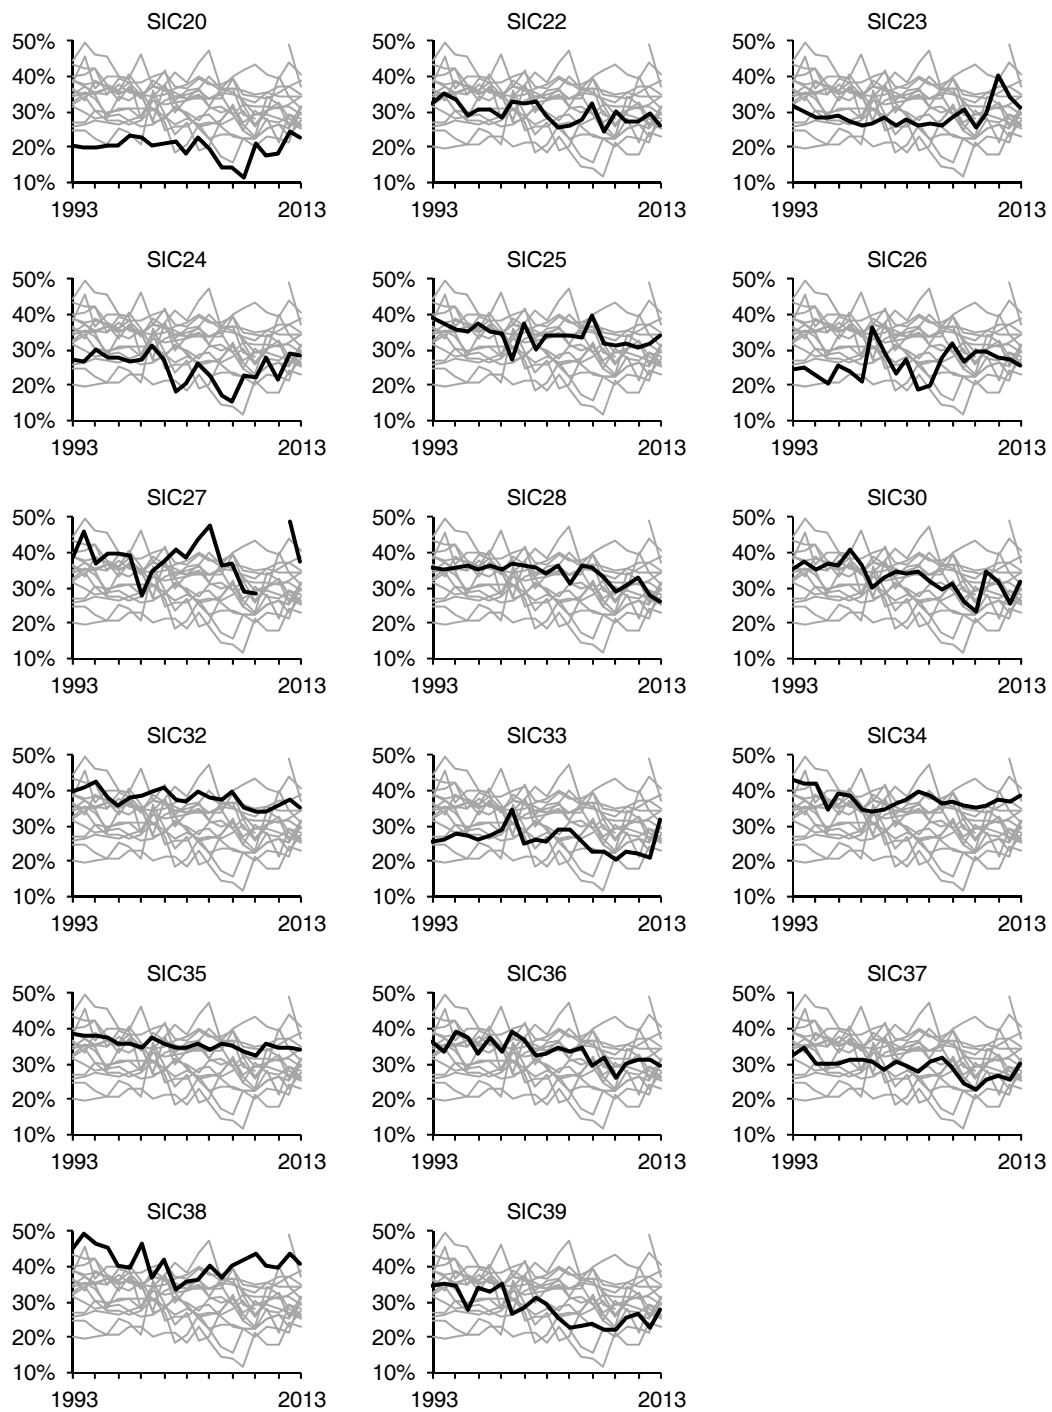 SIC20 SIC22 SIC23
50% 50% 50%
40% 40% 40%
30% 30% 30%
20% 20% 20%
10% 10% 10%
1993 2013 1993 2013 1993 2013
SIC24 SIC25 SIC26
50% 50% 50%
40% 40% 40%
30% 30% 30%
20% 20% 20%
10% 10% 10%
1993 2013 1993 2013 1993 2013
SIC27 SIC28 SIC30
50% 50% 50%
40% 40% 40%
30% 30% 30%
20% 20% 20%
10% 10% 10%
1993 2013 1993 2013 1993 2013
SIC32 SIC33 SIC34
50% 50% 50%
40% 40% 40%
30% 30% 30%
20% 20% 20%
10% 10% 10%
1993 2013 1993 2013 1993 2013
SIC35 SIC36 SIC37
50% 50% 50%
40% 40% 40%
30% 30% 30%
20% 20% 20%
10% 10% 10%
1993 2013 1993 2013 1993 2013
SIC38 SIC39
50% 50%
40% 40%
30% 30%
20% 20%
10% 10%
1993 2013 1993 2013